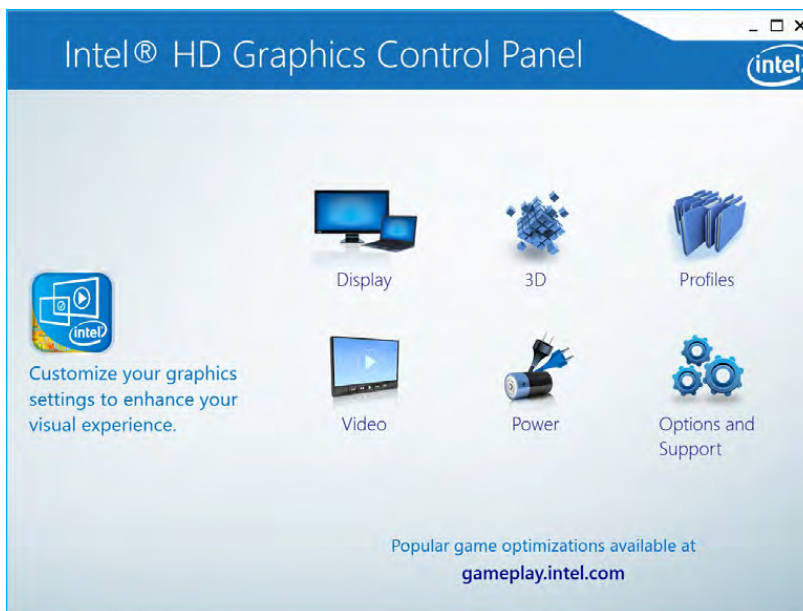 Intel® HD Graphics Control Panel
intel
Display
3D
Profiles
intel
Customize your graphics
settings to enhance your
visual experience.
Video
Power
Options and
Support
Popular game optimizations available at
gameplay.intel.com